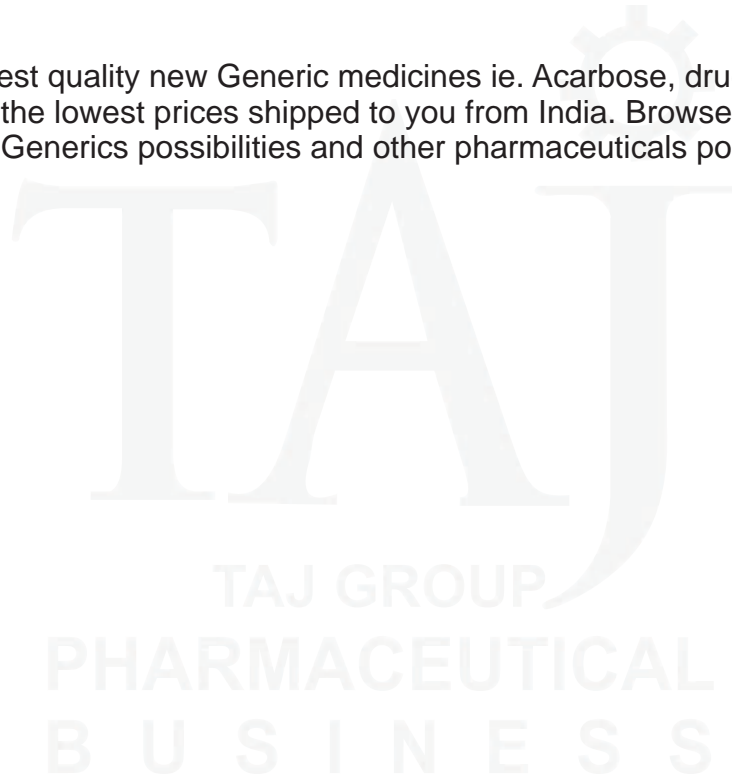 est quality new Generic medicines ie. Acarbose, dru
the lowest prices shipped to you from India. Browse
Generics possibilities and other pharmaceuticals po
TAJ
TAJ GROUP
PHARMACEUTICAL
BUSINESS